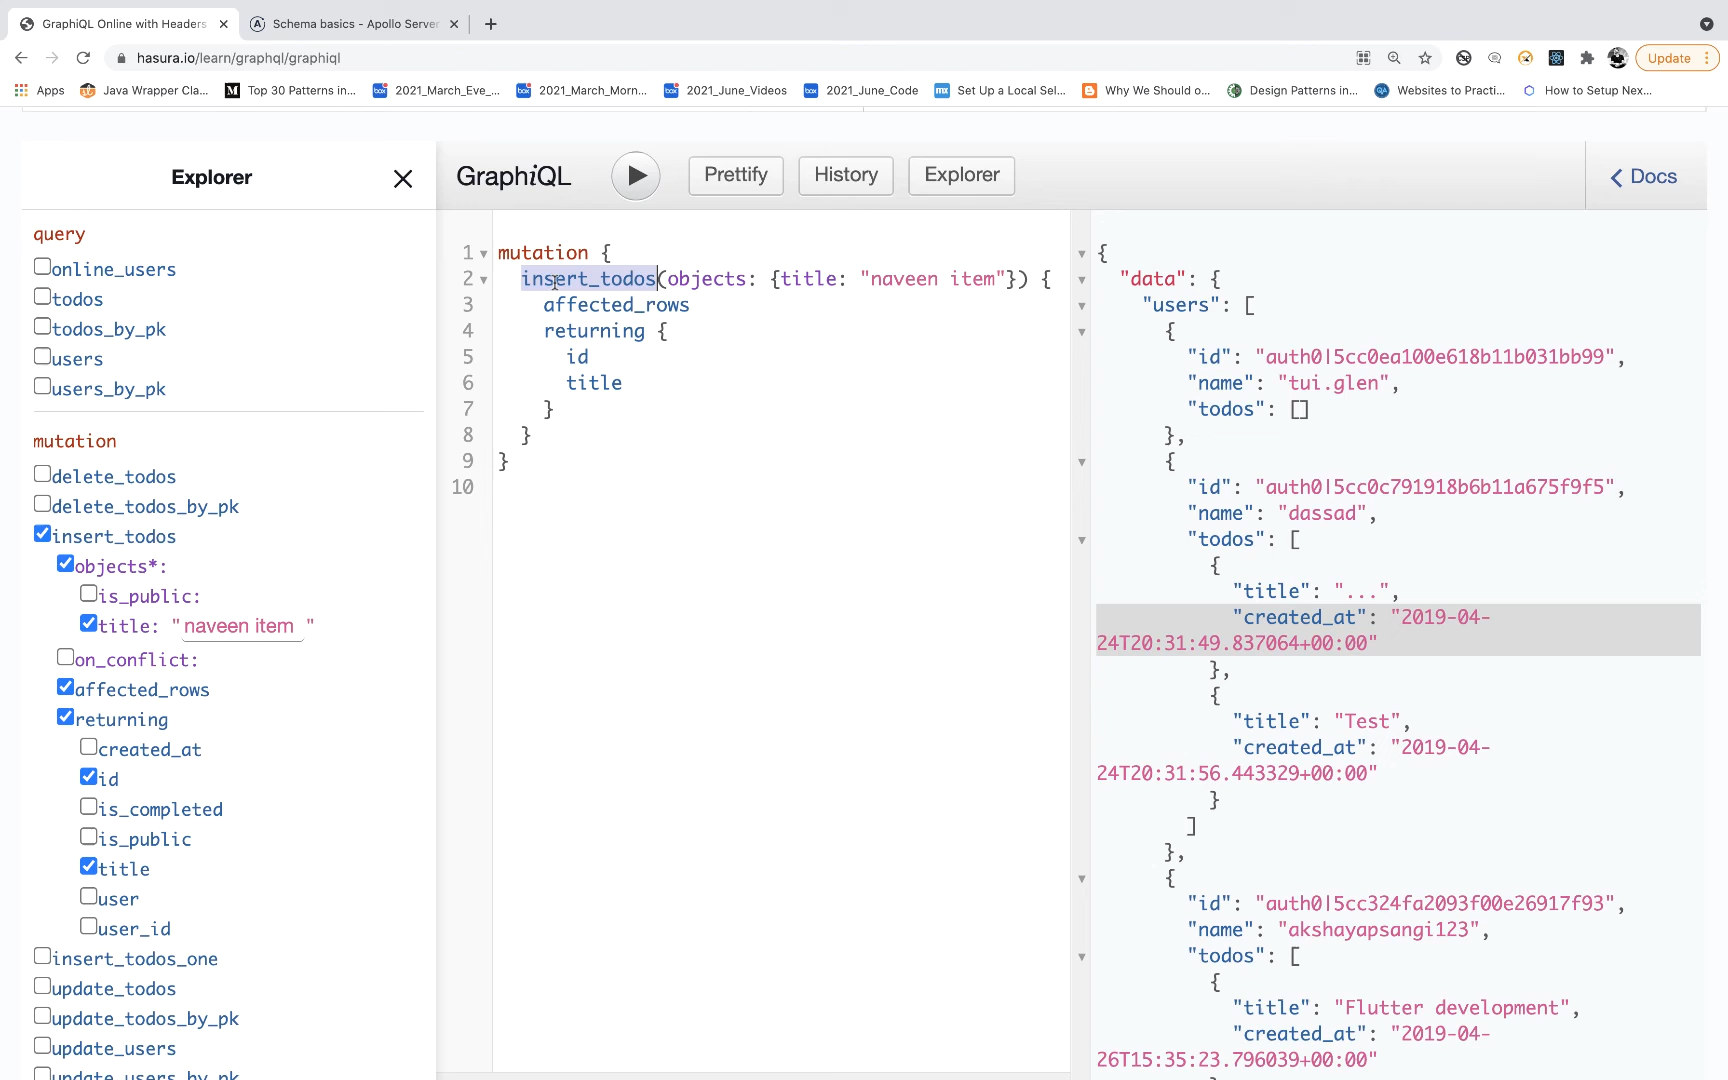 GraphiQL Online with Headers
Schema basics - Apollo Server
hasura.io/learn/graphql/graphiql
Update
Apps
Java Wrapper Cla...
Top 30 Patterns in...
2021_March_Eve_...
2021_March_Morn...
2021_June_Videos
2021_June_Code
Set Up a Local Sel...
Why We Should o...
Design Patterns in...
Websites to Practi...
How to Setup Nex...
Explorer
query
online_users
todos
todos_by_pk
users
users_by_pk
mutation
delete_todos
delete_todos_by_pk
insert_todos
objects*:
is_public:
title: "naveen item "
on_conflict:
affected_rows
returning
created_at
id
is_completed
is_public
title
user
user_id
insert_todos_one
update_todos
update_todos_by_pk
update_users
update_users_by_pk
GraphiQL
Prettify
History
Explorer
Docs
1 mutation {
2 insert_todos(objects: {title: "naveen item"}) {
3 affected_rows
4 returning {
5 id
6 title
7 }
8 }
9 }
10
{
"data": {
"users": [
{
"id": "auth0|5cc0ea100e618b11b031bb99",
"name": "tui.glen",
"todos": []
},
{
"id": "auth0|5cc0c791918b6b11a675f9f5",
"name": "dassad",
"todos": [
{
"title": "...",
"created_at": "2019-04-
24T20:31:49.837064+00:00"
},
{
"title": "Test",
"created_at": "2019-04-
24T20:31:56.443329+00:00"
}
]
},
{
"id": "auth0|5cc324fa2093f00e26917f93",
"name": "akshayapsangi123",
"todos": [
{
"title": "Flutter development",
"created_at": "2019-04-
26T15:35:23.796039+00:00"